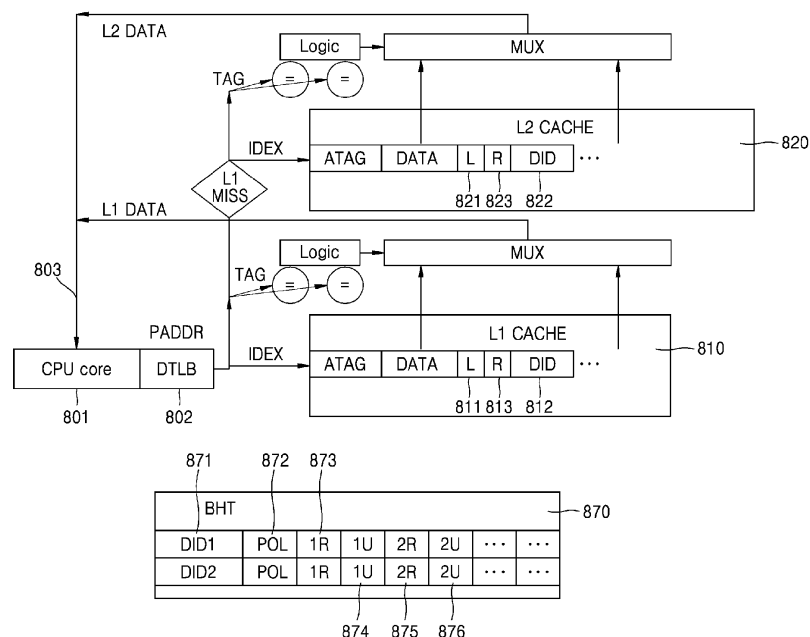 L2 DATA
Logic
MUX
TAG
= =
L2 CACHE
820
IDEX
ATAG DATA L R DID ...
L1 MISS
821 823 822
L1 DATA
Logic
MUX
803
TAG
= =
PADDR
L1 CACHE
810
IDEX
CPU core DTLB
ATAG DATA L R DID ...
801 802
811 813 812
871 872 873
BHT
870
DID1 POL 1R 1U 2R 2U ... ...
DID2 POL 1R 1U 2R 2U ... ...
874 875 876